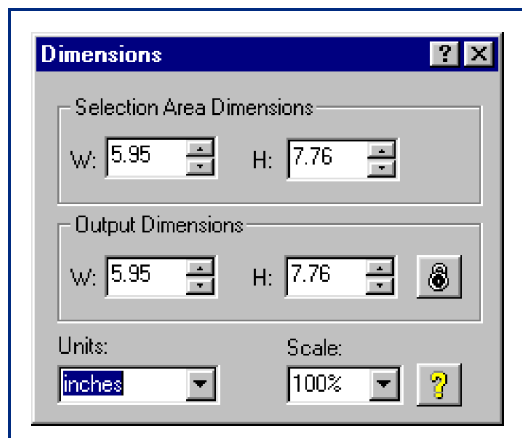 Dimensions
Selection Area Dimensions
W: 5.95 H: 7.76
Output Dimensions
W: 5.95 H: 7.76
Units: Scale:
inches 100%